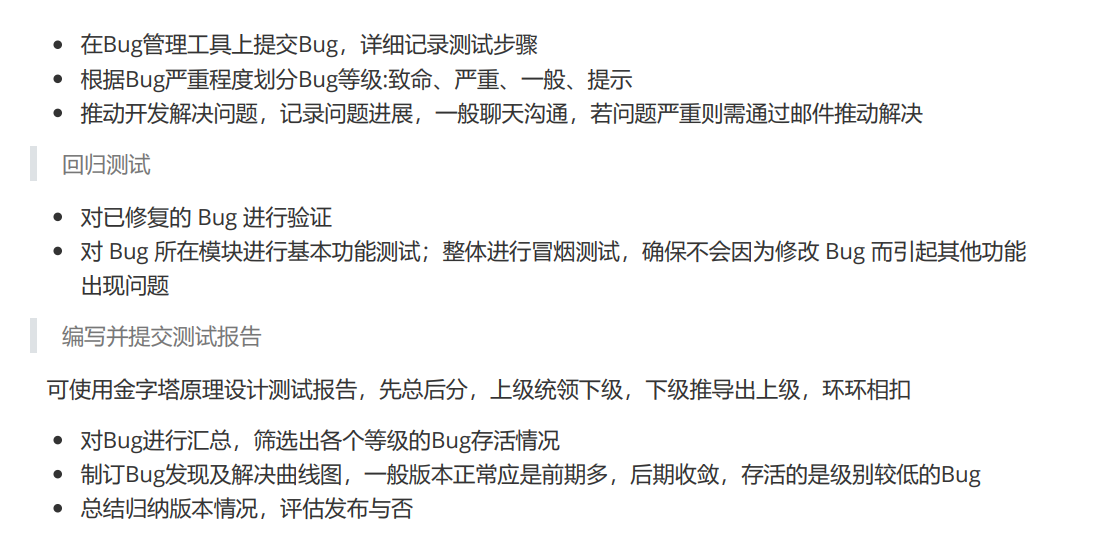 在Bug管理工具上提交Bug，详细记录测试步骤
根据Bug严重程度划分Bug等级:致命、严重、一般、提示
推动开发解决问题，记录问题进展，一般聊天沟通，若问题严重则需通过邮件推动解决
回归测试
对已修复的 Bug 进行验证
对 Bug 所在模块进行基本功能测试；整体进行冒烟测试，确保不会因为修改 Bug 而引起其他功能
出现问题
编写并提交测试报告
可使用金字塔原理设计测试报告，先总后分，上级统领下级，下级推导出上级，环环相扣
对Bug进行汇总，筛选出各个等级的Bug存活情况
制订Bug发现及解决曲线图，一般版本正常应是前期多，后期收敛，存活的是级别较低的Bug
总结归纳版本情况，评估发布与否